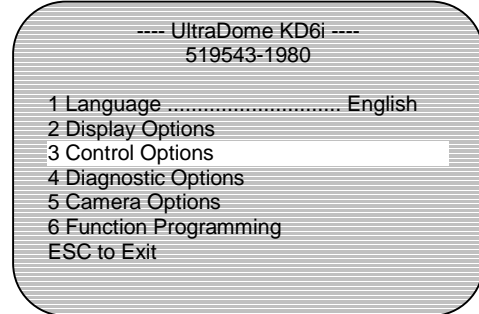 ---- UltraDome KD6i ----
519543-1980
1 Language ............................. English
2 Display Options
3 Control Options
4 Diagnostic Options
5 Camera Options
6 Function Programming
ESC to Exit